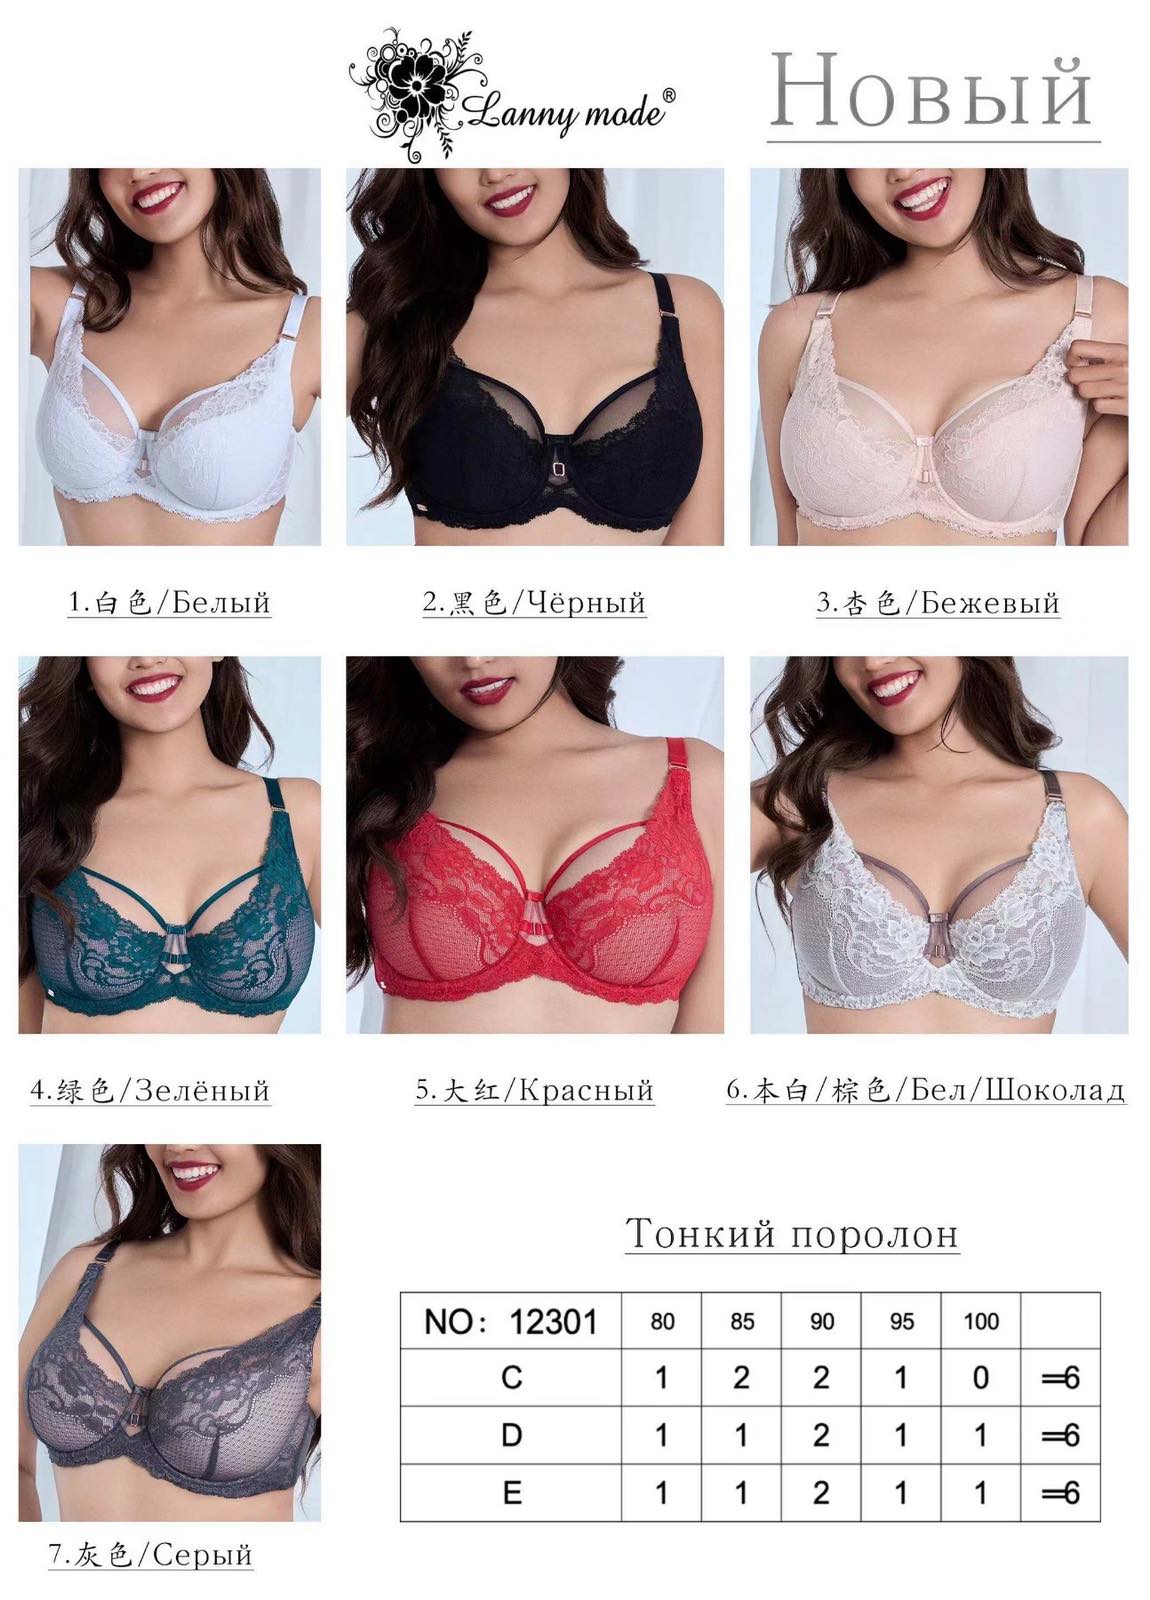 Lanny mode®
Новый
1.白色/Белый
2.黑色/Чёрный
3.杏色/Бежевый
4.绿色/Зелёный
5.大红/Красный
6.本白/棕色/Бел/Шоколад
7.灰色/Серый
Тонкий поролон
NO: 12301 80 85 90 95 100
C 1 2 2 1 0 =6
D 1 1 2 1 1 =6
E 1 1 2 1 1 =6